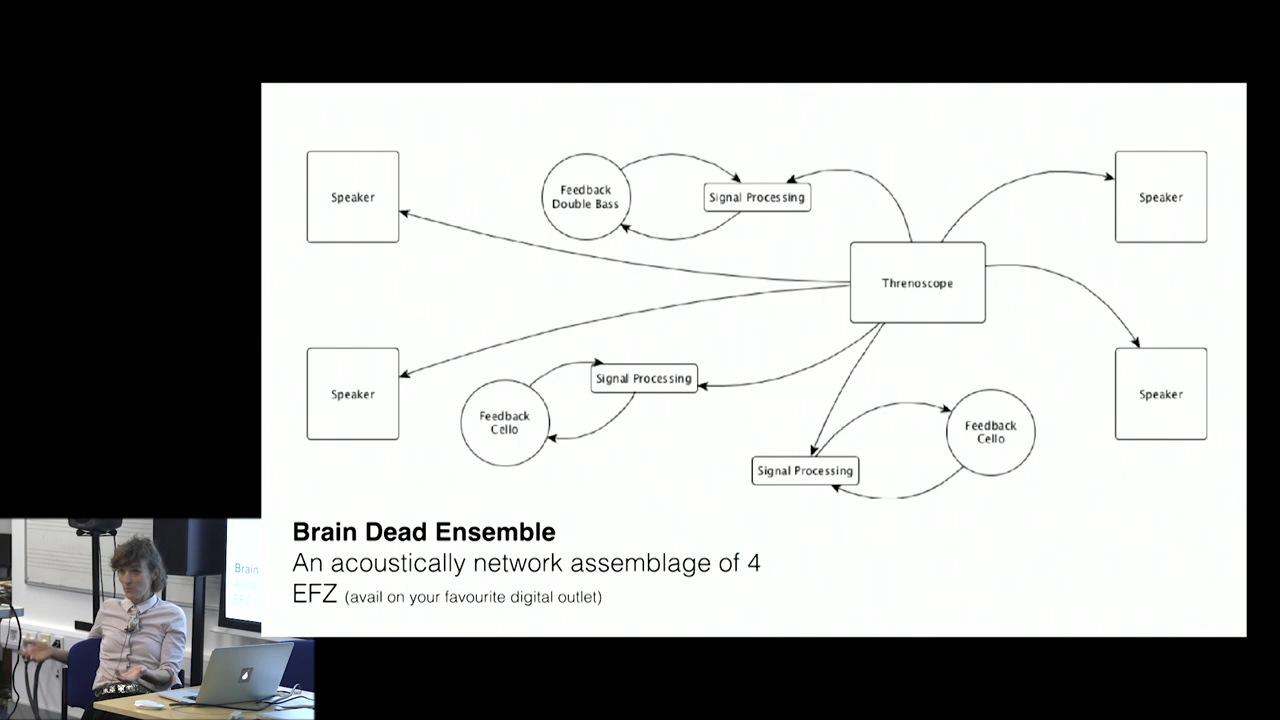 Speaker
Feedback
Double Bass
Signal Processing
Speaker
Threnoscope
Speaker
Signal Processing
Feedback
Cello
Speaker
Feedback
Cello
Signal Processing
Brain Dead Ensemble
An acoustically network assemblage of 4
EFZ (avail on your favourite digital outlet)
Brain